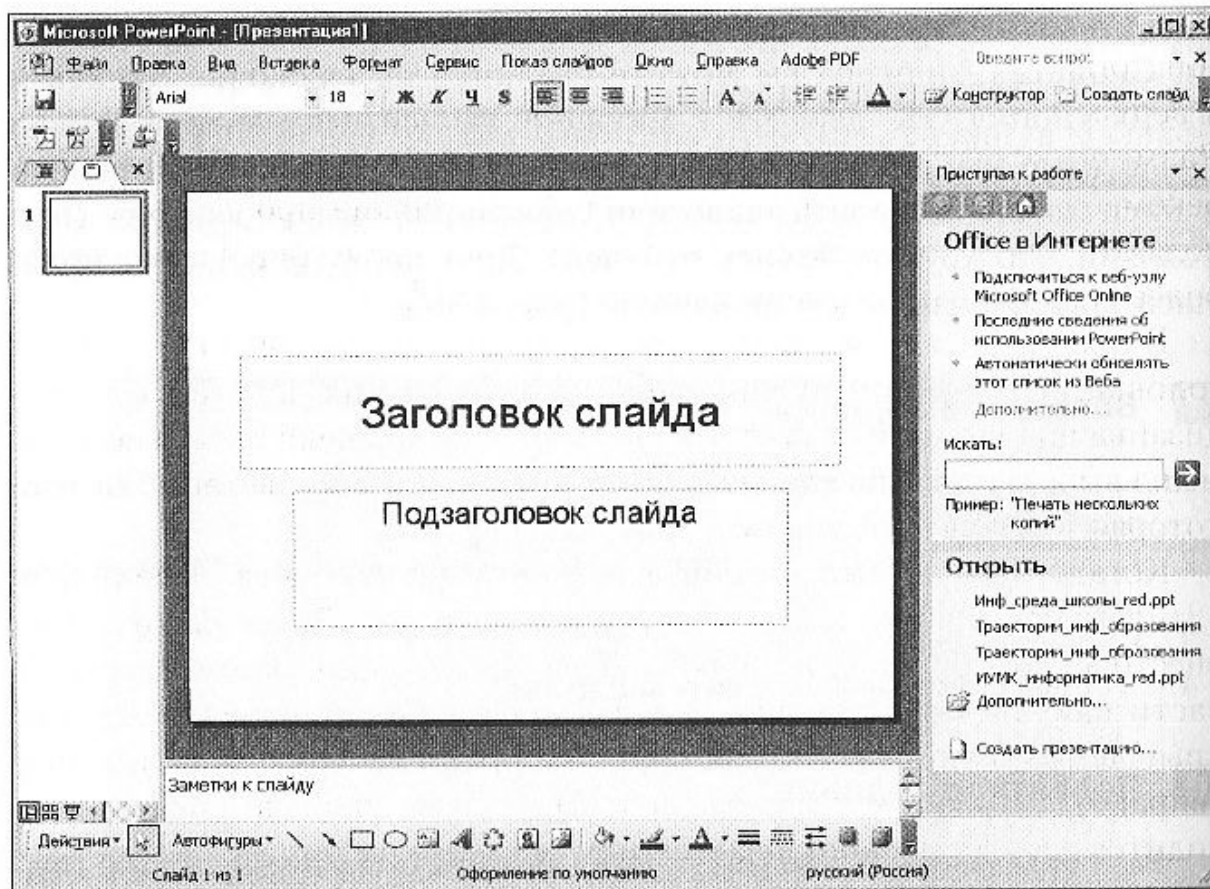 Microsoft PowerPoint - [Презентация1]
Файл Правка Вид Вставка Формат Сервис Показ слайдов Окно Справка Adobe PDF Введите вопрос
Arial 18 Ж К Ч S Конструктор Создать слайд
Приступая к работе
1
Office в Интернете
Подключиться к веб-узлу
Microsoft Office Online
Последние сведения об
использовании PowerPoint
Автоматически обновлять
этот список из Веба
Дополнительно...
Заголовок слайда
Подзаголовок слайда
Искать:
Пример: "Печать нескольких
копий"
Открыть
Инф_среда_школы_red.ppt
Траектории_инф_образования
Траектории_инф_образования
ИУМК_информатика_red.ppt
Дополнительно...
Создать презентацию...
Заметки к слайду
Действия Автофигуры
Слайд 1 из 1 Оформление по умолчанию русский (Россия)